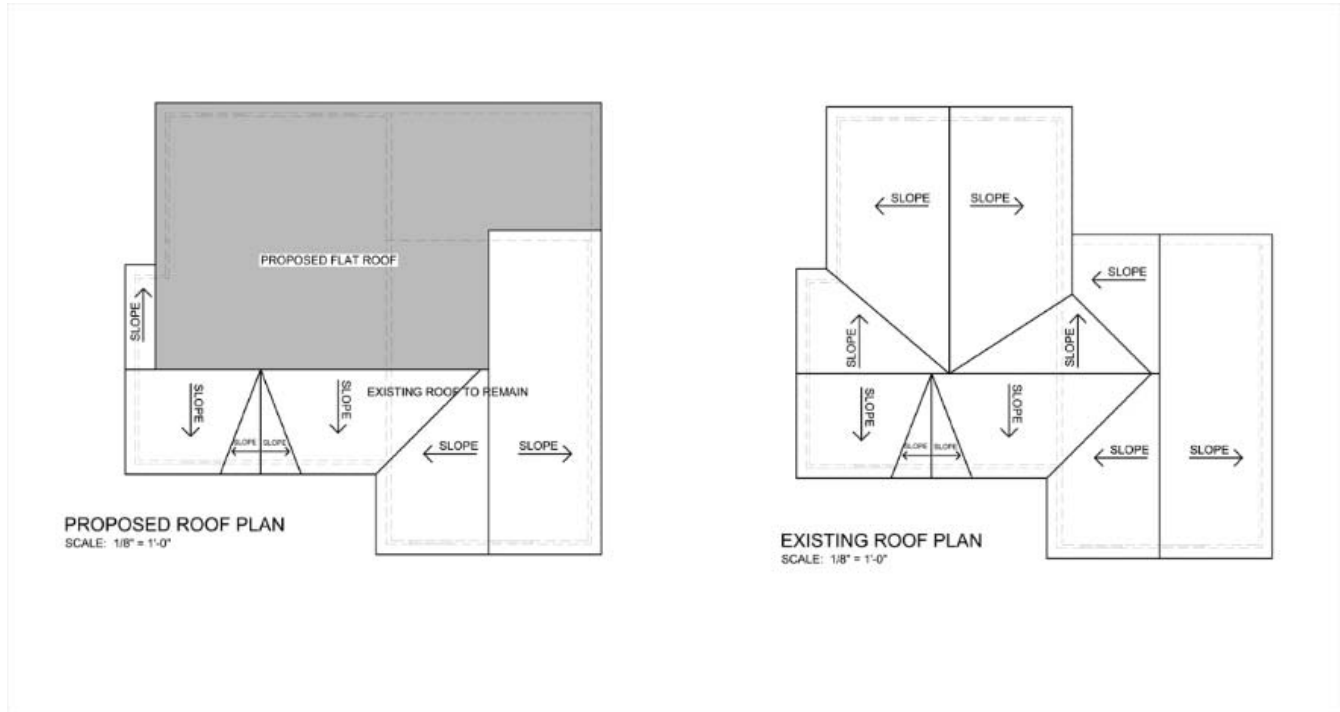 PROPOSED FLAT ROOF
SLOPE
SLOPE
SLOPE
EXISTING ROOF TO REMAIN
SLOPE
SLOPE
SLOPE
SLOPE
PROPOSED ROOF PLAN
SCALE: 1/8" = 1'-0"
SLOPE
SLOPE
SLOPE
SLOPE
SLOPE
SLOPE
SLOPE
SLOPE
SLOPE
SLOPE
SLOPE
EXISTING ROOF PLAN
SCALE: 1/8" = 1'-0"